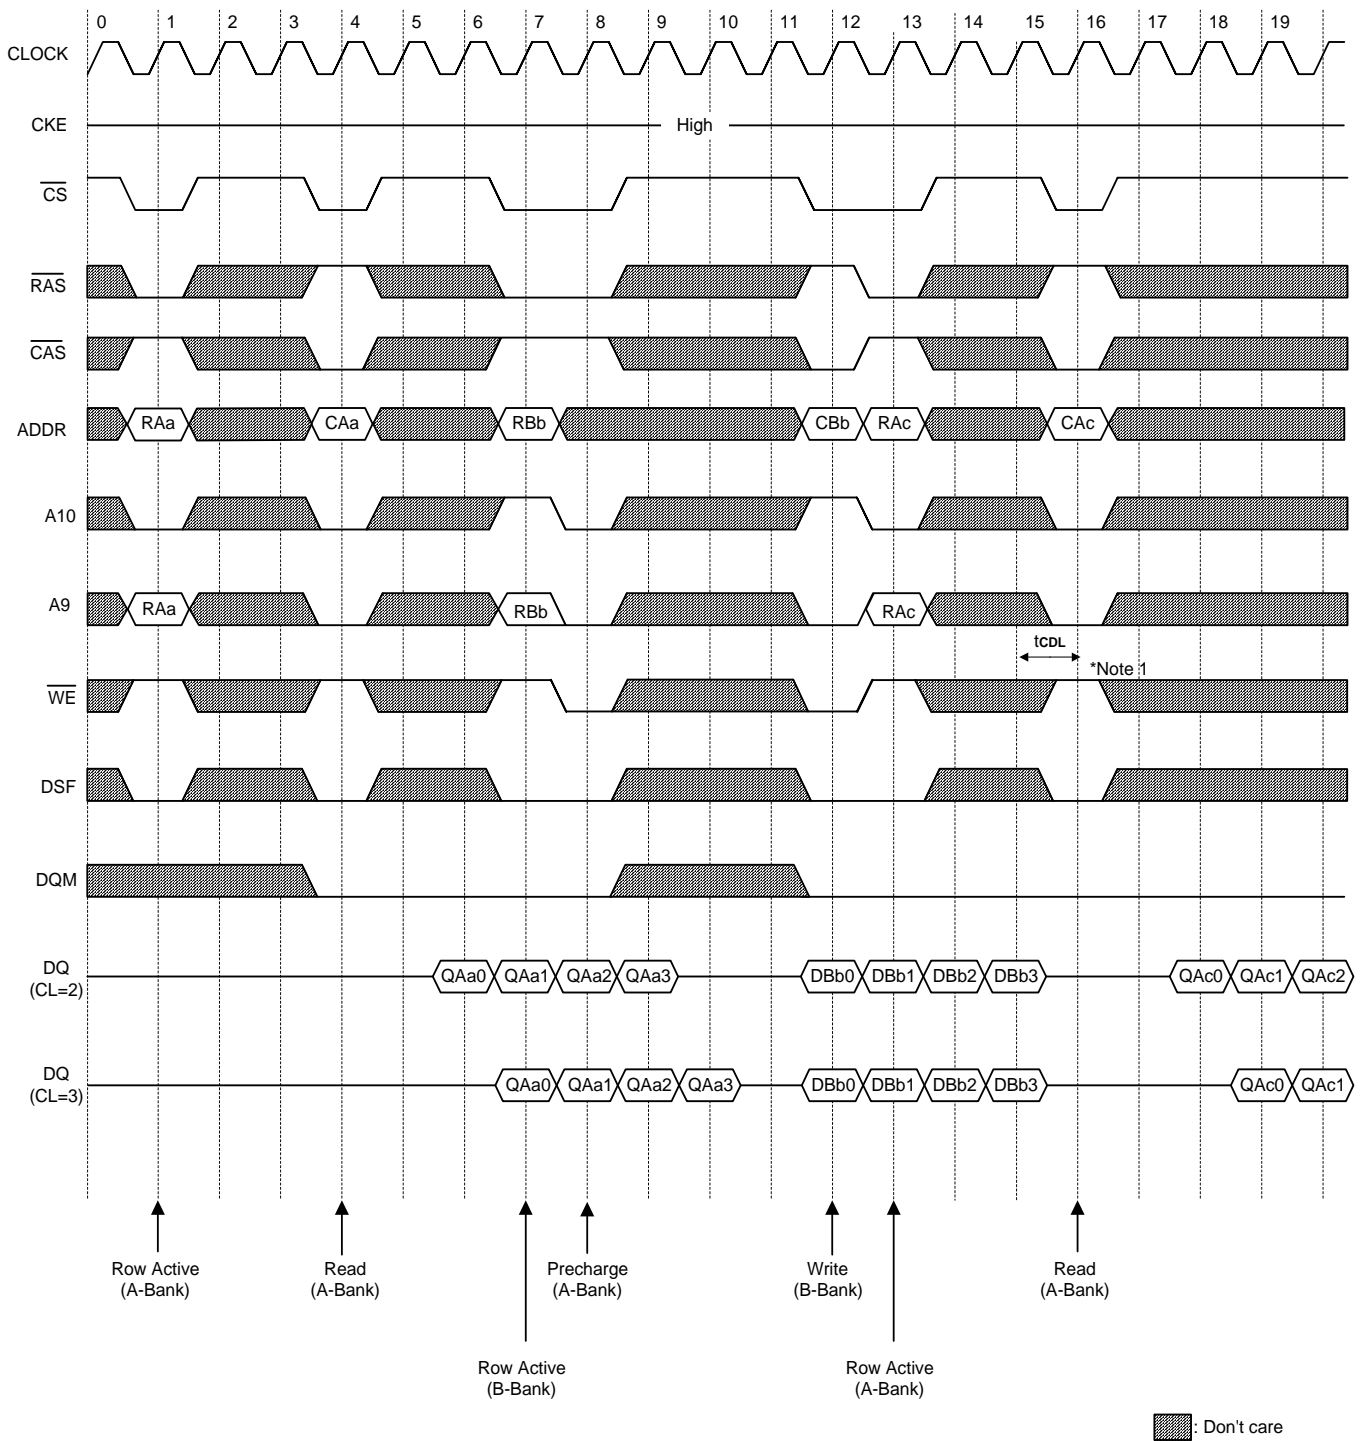 0 1 2 3 4 5 6 7 8 9 10 11 12 13 14 15 16 17 18 19
CLOCK
CKE High
CS
RAS
CAS
ADDR RAa CAa RBb CBb RAc CAc
A10
A9 RAa RBb RAc
tCDL
*Note 1
WE
DSF
DQM
DQ
(CL=2) QAa0 QAa1 QAa2 QAa3 DBb0 DBb1 DBb2 DBb3 QAc0 QAc1 QAc2
DQ
(CL=3) QAa0 QAa1 QAa2 QAa3 DBb0 DBb1 DBb2 DBb3 QAc0 QAc1
Row Active
(A-Bank)
Read
(A-Bank)
Precharge
(A-Bank)
Write
(B-Bank)
Read
(A-Bank)
Row Active
(B-Bank)
Row Active
(A-Bank)
: Don't care